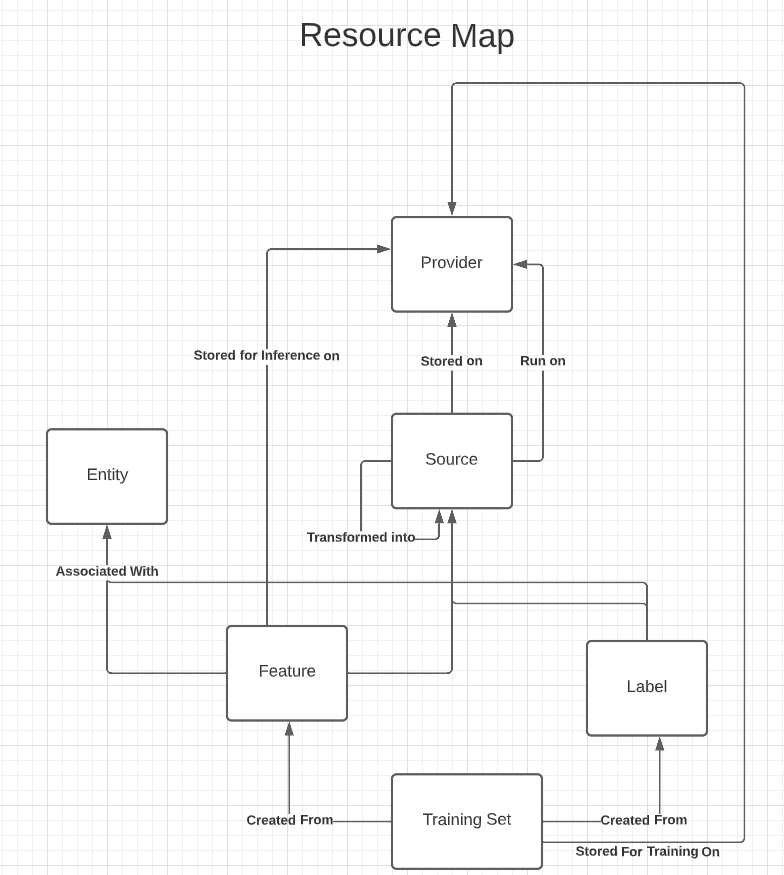 Resource Map
Provider
Stored for Inference on
Stored on
Run on
Source
Entity
Transformed into
Associated With
Feature
Label
Created From
Training Set
Created From
Stored For Training On